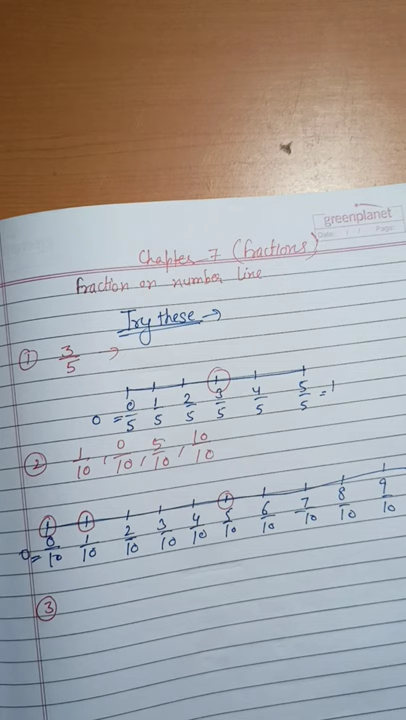 greenplanet
Date: / / Page:
Chapter 7 (fractions)
fraction on number line
Try these →
① 3/5 →
0 = 0/5 1/5 2/5 3/5 4/5 5/5 = 1
② 1/10, 0/10, 5/10, 10/10
0 = 0/10 1/10 2/10 3/10 4/10 5/10 6/10 7/10 8/10 9/10
③